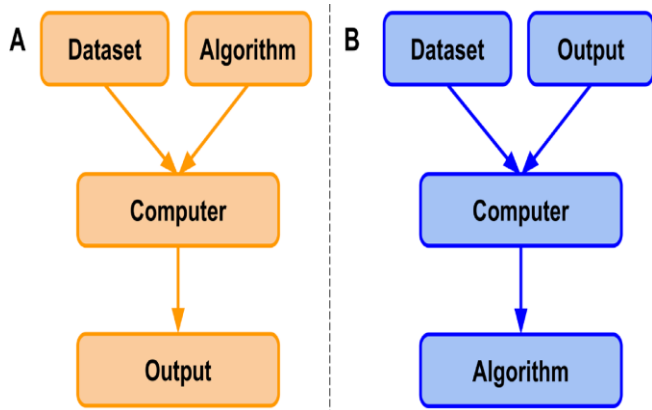 A
Dataset
Algorithm
Computer
Output
B
Dataset
Output
Computer
Algorithm